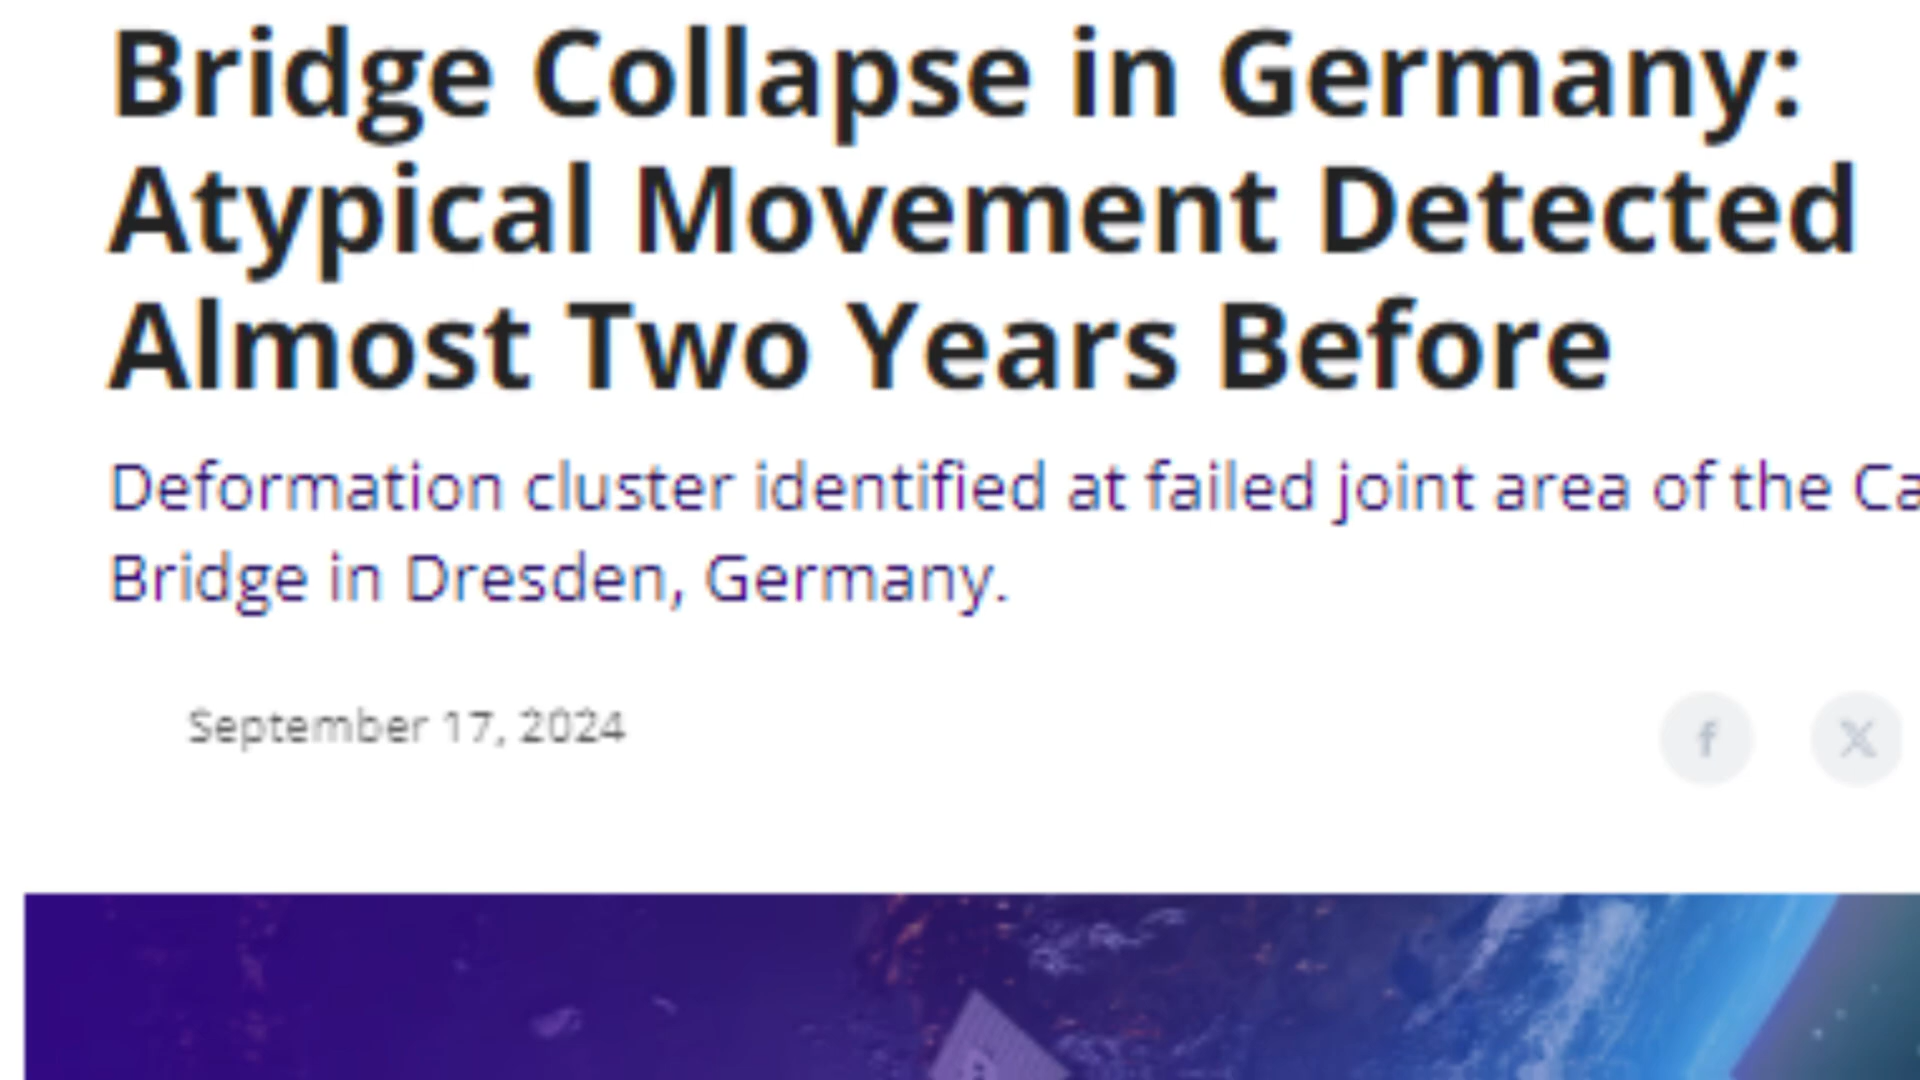 Bridge Collapse in Germany:
Atypical Movement Detected
Almost Two Years Before
Deformation cluster identified at failed joint area of the Ca
Bridge in Dresden, Germany.
September 17, 2024
f X